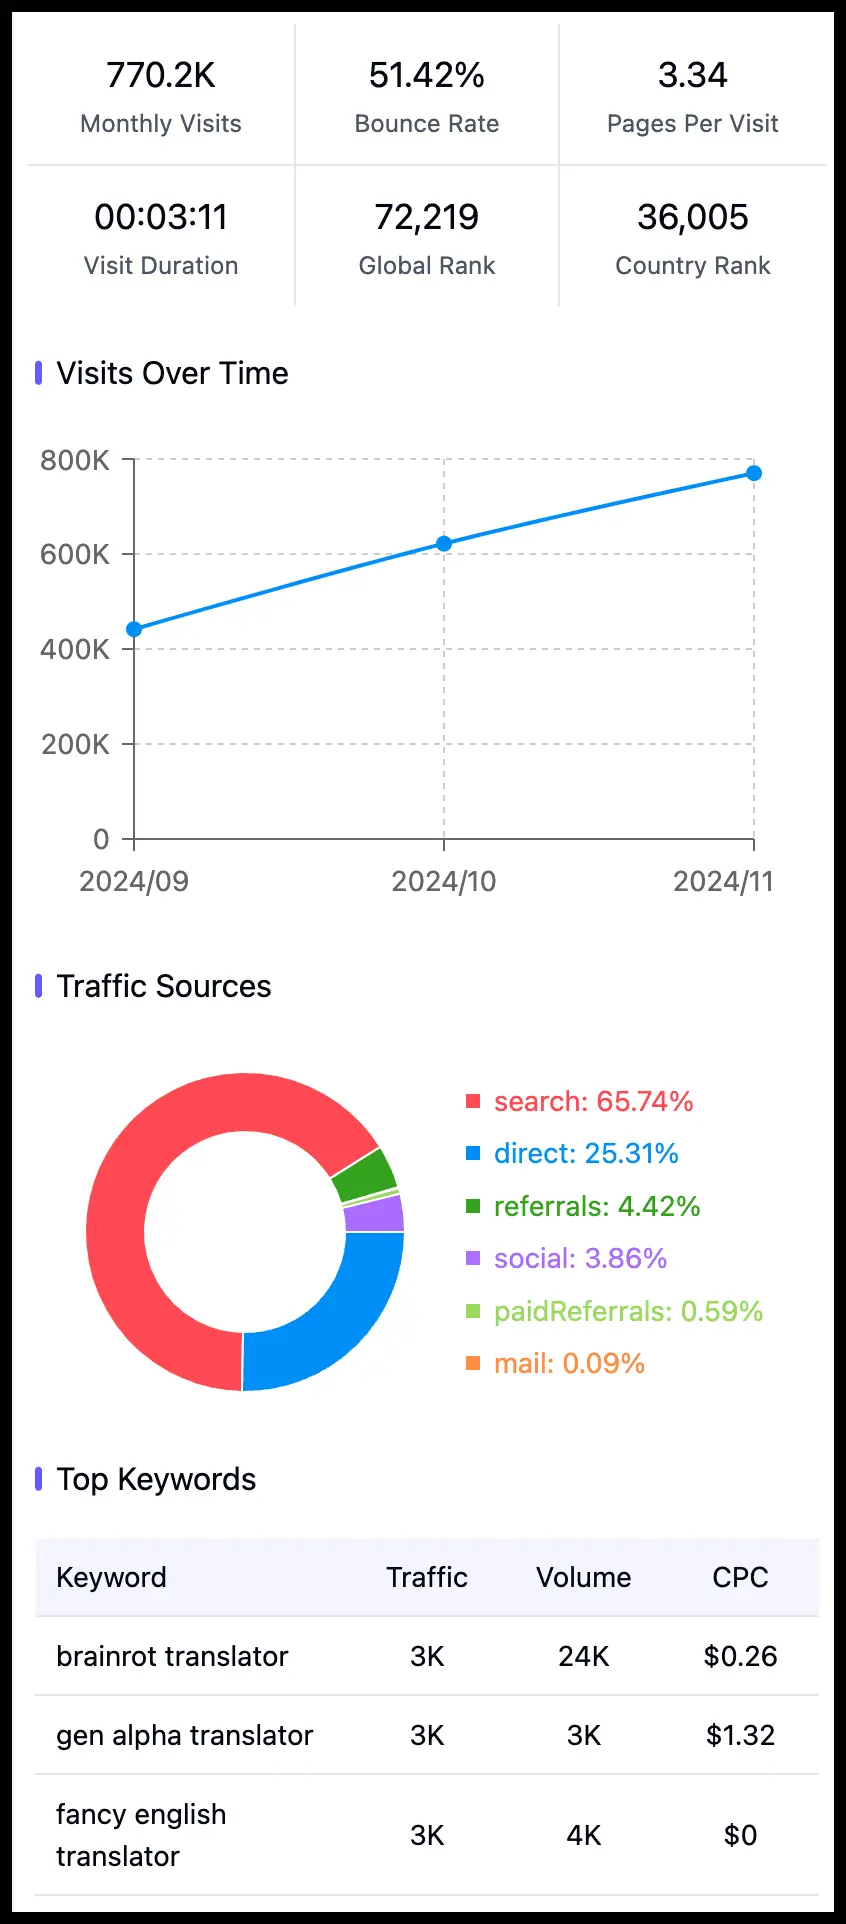 770.2K 51.42% 3.34
Monthly Visits Bounce Rate Pages Per Visit
00:03:11 72,219 36,005
Visit Duration Global Rank Country Rank
Visits Over Time
800K
600K
400K
200K
0
2024/09 2024/10 2024/11
Traffic Sources
search: 65.74%
direct: 25.31%
referrals: 4.42%
social: 3.86%
paidReferrals: 0.59%
mail: 0.09%
Top Keywords
Keyword Traffic Volume CPC
brainrot translator 3K 24K $0.26
gen alpha translator 3K 3K $1.32
fancy english
translator 3K 4K $0